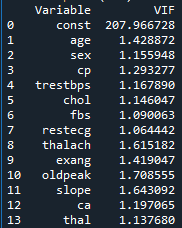 Variable VIF
0 const 207.966728
1 age 1.428872
2 sex 1.155948
3 cp 1.293277
4 trestbps 1.167890
5 chol 1.146047
6 fbs 1.090063
7 restecg 1.064442
8 thalach 1.615182
9 exang 1.419047
10 oldpeak 1.708555
11 slope 1.643092
12 ca 1.197065
13 thal 1.137680